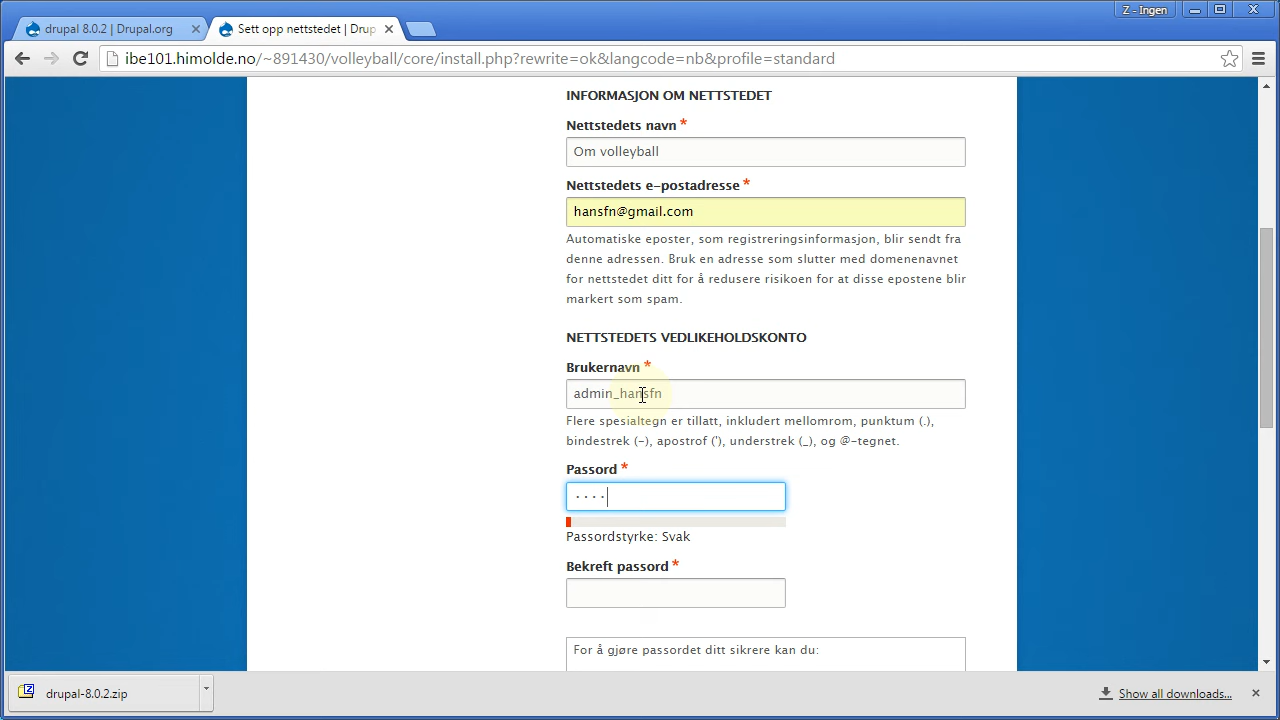 Z - Ingen
drupal 8.0.2 | Drupal.org
Sett opp nettstedet | Drup
ibe101.himolde.no/~891430/volleyball/core/install.php?rewrite=ok&langcode=nb&profile=standard
INFORMASJON OM NETTSTEDET
Nettstedets navn *
Om volleyball
Nettstedets e-postadresse *
hansfn@gmail.com
Automatiske eposter, som registreringsinformasjon, blir sendt fra
denne adressen. Bruk en adresse som slutter med domenenavnet
for nettstedet ditt for å redusere risikoen for at disse epostene blir
markert som spam.
NETTSTEDETS VEDLIKEHOLDSKONTO
Brukernavn *
admin_hansfn
Flere spesialtegn er tillatt, inkludert mellomrom, punktum (.),
bindestrek (-), apostrof ('), understrek (_), og @-tegnet.
Passord *
····
Passordstyrke: Svak
Bekreft passord *
For å gjøre passordet ditt sikrere kan du:
drupal-8.0.2.zip
Show all downloads...